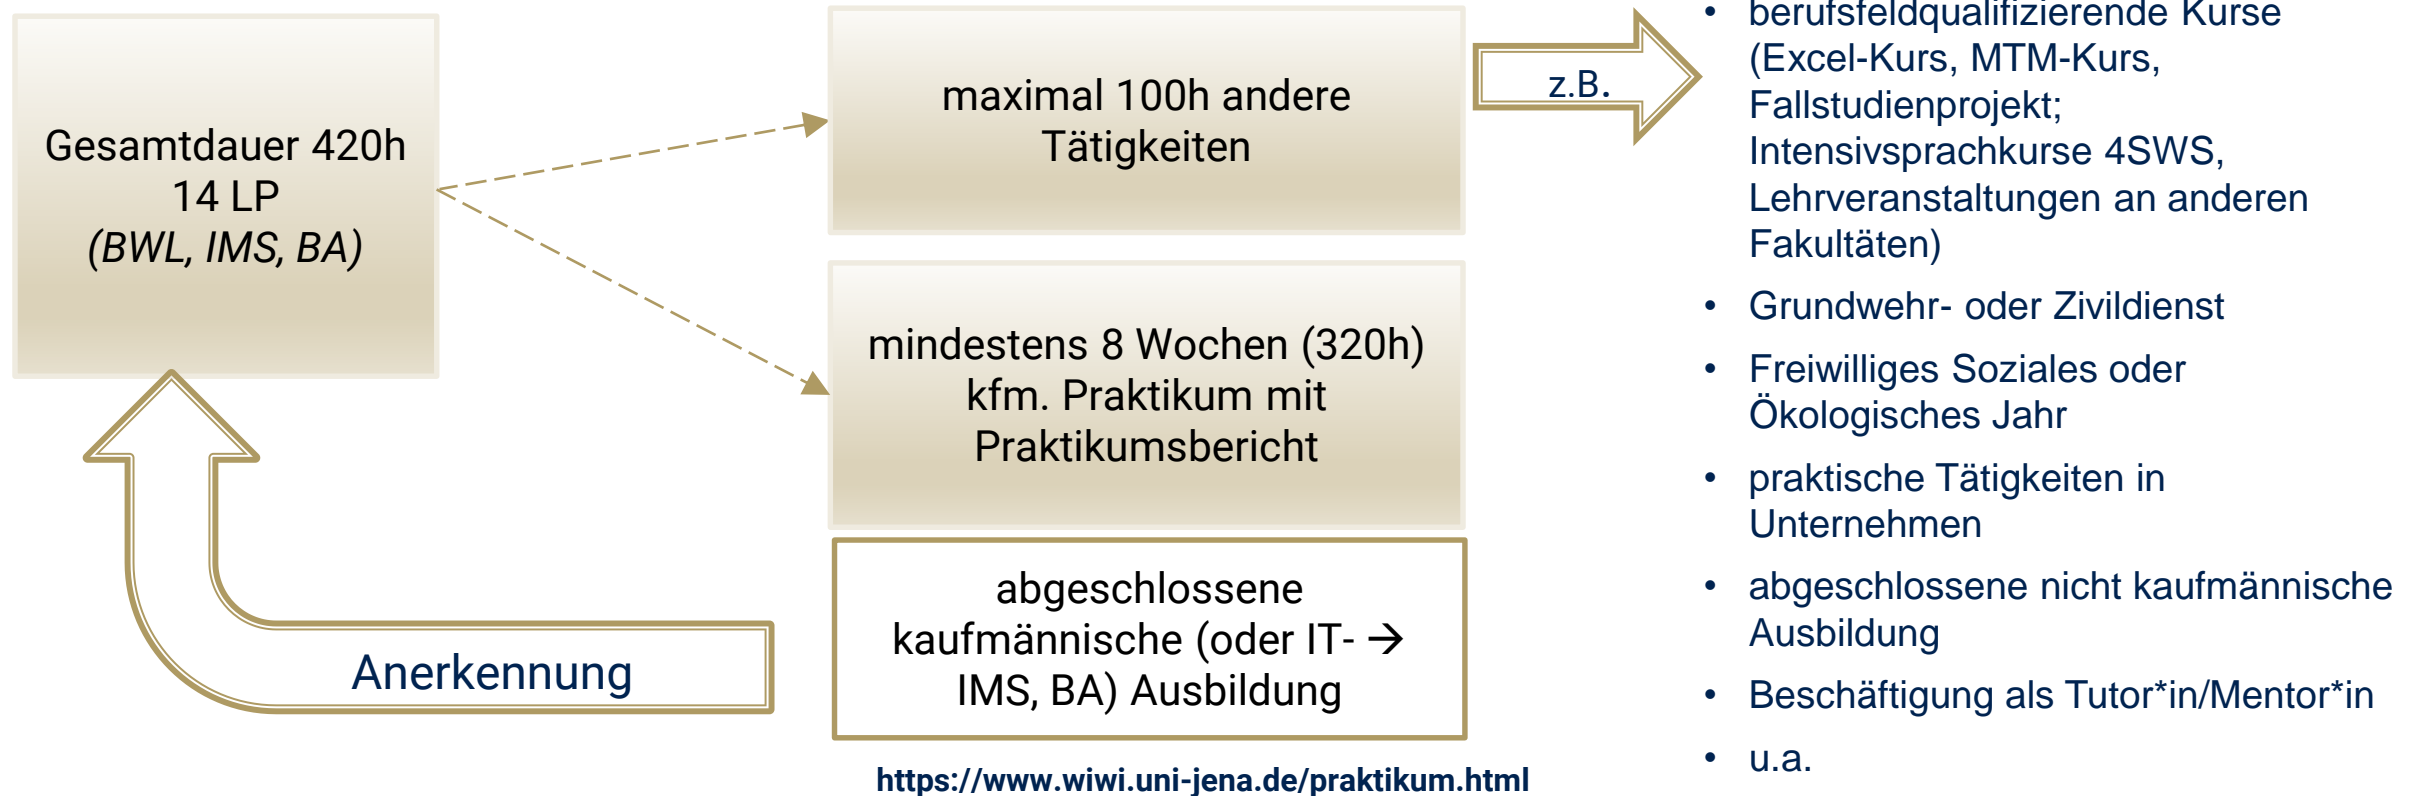 Gesamtdauer 420h
14 LP
(BWL, IMS, BA)
maximal 100h andere
Tätigkeiten
mindestens 8 Wochen (320h)
kfm. Praktikum mit
Praktikumsbericht
abgeschlossene
kaufmännische (oder IT- →
IMS, BA) Ausbildung
Anerkennung
z.B.
• berufsfeldqualifizierende Kurse
(Excel-Kurs, MTM-Kurs,
Fallstudienprojekt;
Intensivsprachkurse 4SWS,
Lehrveranstaltungen an anderen
Fakultäten)
• Grundwehr- oder Zivildienst
• Freiwilliges Soziales oder
Ökologisches Jahr
• praktische Tätigkeiten in
Unternehmen
• abgeschlossene nicht kaufmännische
Ausbildung
• Beschäftigung als Tutor*in/Mentor*in
• u.a.
https://www.wiwi.uni-jena.de/praktikum.html